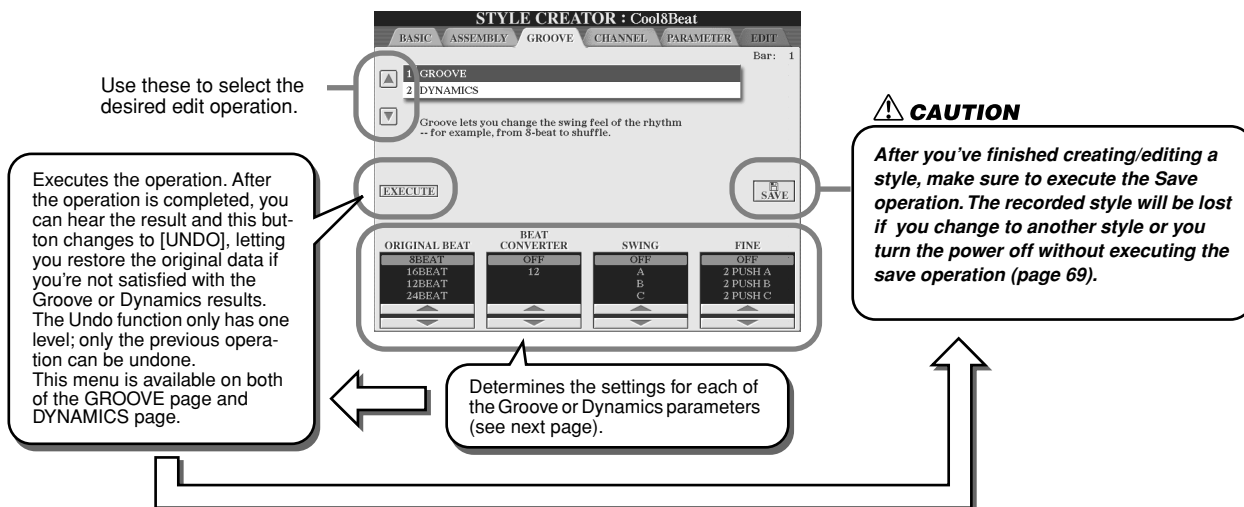 STYLE CREATOR : Cool8Beat
BASIC ASSEMBLY GROOVE CHANNEL PARAMETER EDIT
Bar: 1
1 GROOVE
2 DYNAMICS
Groove lets you change the swing feel of the rhythm
-- for example, from 8-beat to shuffle.
EXECUTE
SAVE
ORIGINAL BEAT
8BEAT
16BEAT
12BEAT
24BEAT
BEAT
CONVERTER
OFF
12
SWING
OFF
A
B
C
FINE
OFF
2 PUSH A
2 PUSH B
2 PUSH C
Use these to select the
desired edit operation.
Executes the operation. After
the operation is completed, you
can hear the result and this but-
ton changes to [UNDO], letting
you restore the original data if
you're not satisfied with the
Groove or Dynamics results.
The Undo function only has one
level; only the previous opera-
tion can be undone.
This menu is available on both
of the GROOVE page and
DYNAMICS page.
Determines the settings for each of
the Groove or Dynamics parameters
(see next page).
CAUTION
After you've finished creating/editing a
style, make sure to execute the Save
operation. The recorded style will be lost
if you change to another style or you
turn the power off without executing the
save operation (page 69).